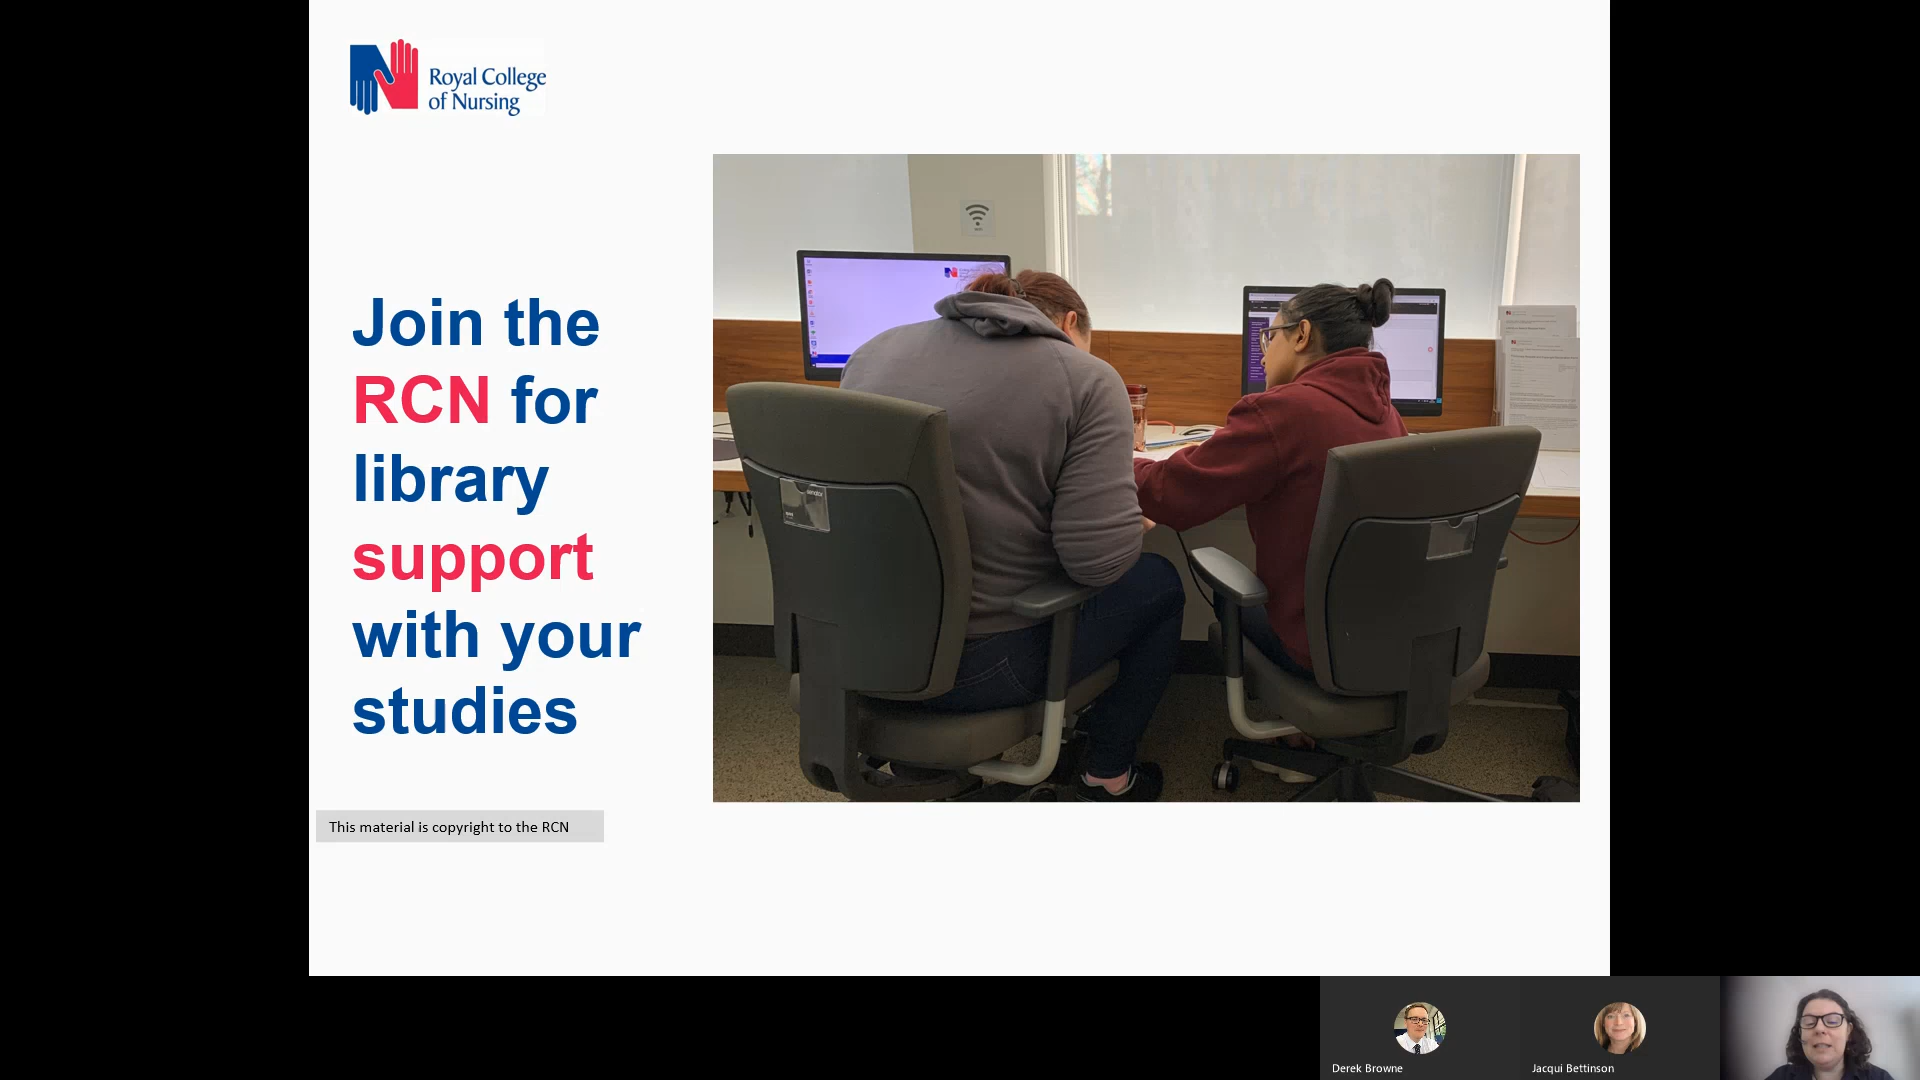 Royal College
of Nursing
Join the
RCN for
library
support
with your
studies
This material is copyright to the RCN
Derek Browne
Jacqui Bettinson